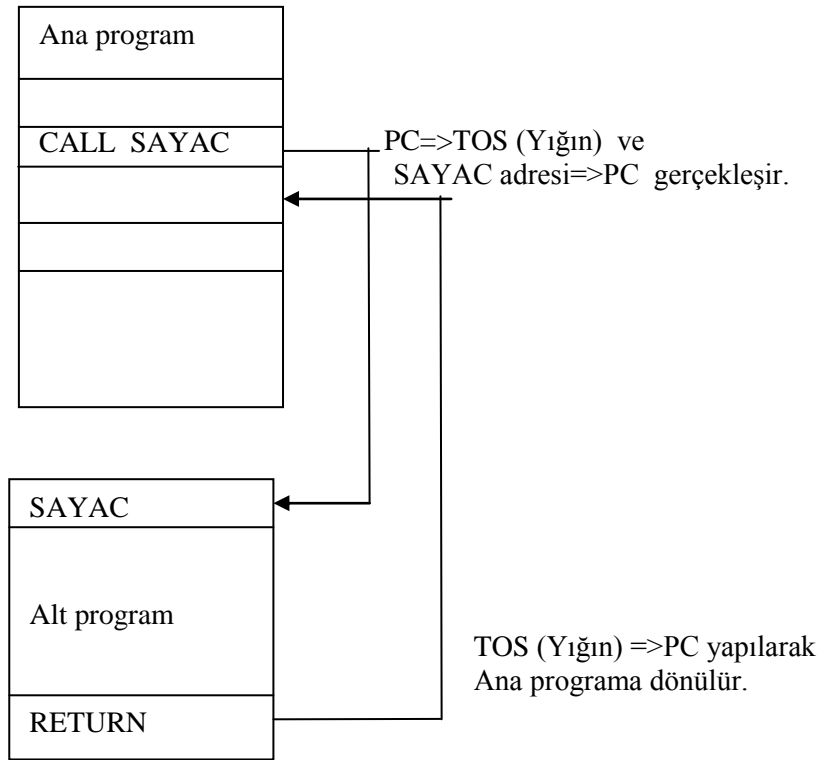 Ana program
CALL SAYAC
PC=>TOS (Yığın) ve
SAYAC adresi=>PC gerçekleşir.
SAYAC
Alt program
TOS (Yığın) =>PC yapılarak
Ana programa dönülür.
RETURN